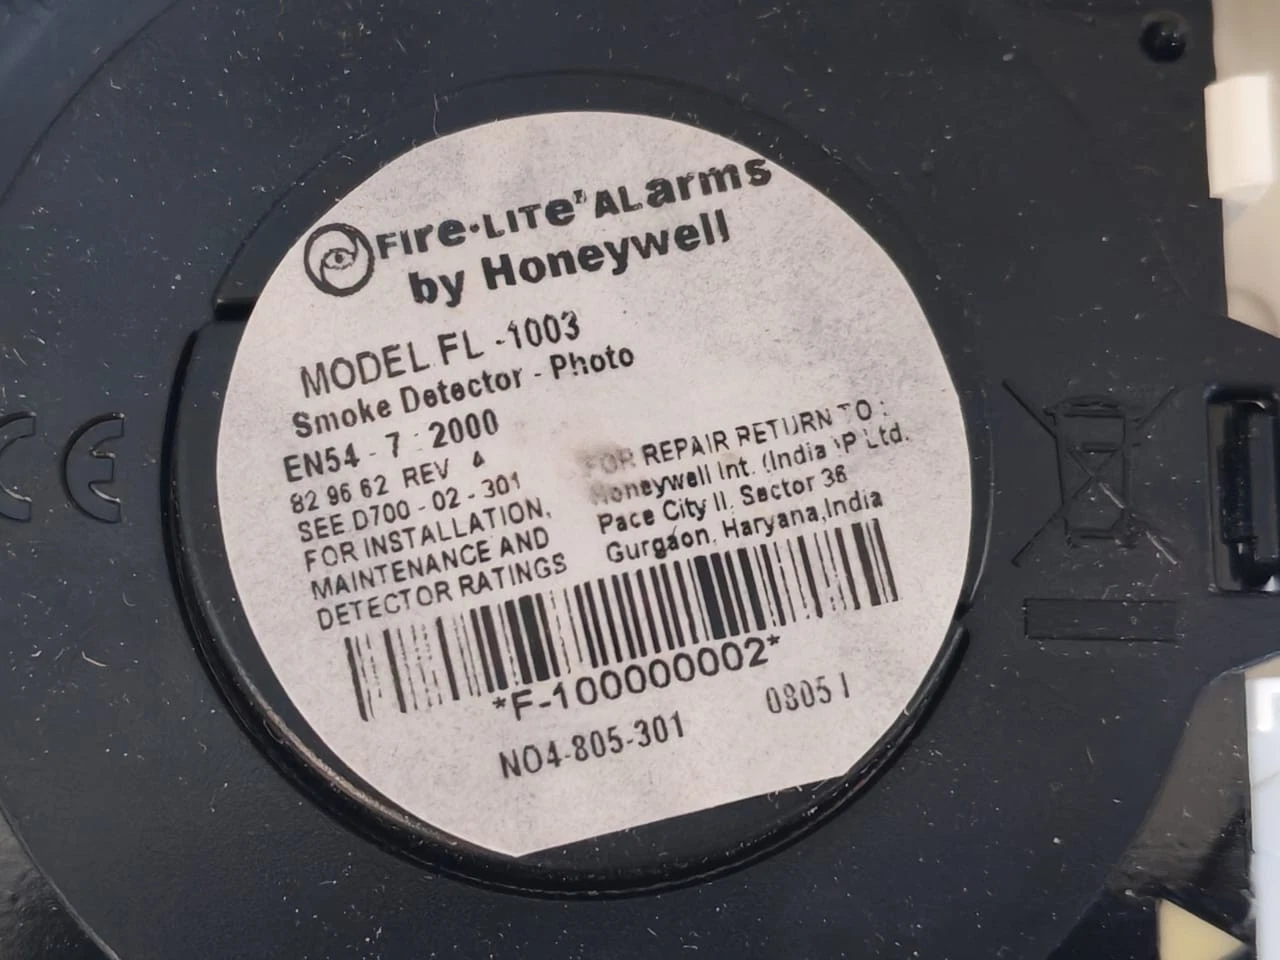 FIre•LITe® ALarms
by Honeywell
MODEL FL -1003
Smoke Detector - Photo
EN54 - 7 : 2000
82 96 62 REV
SEE D700 - 02 - 301
FOR INSTALLATION,
MAINTENANCE AND
DETECTOR RATINGS
FOR REPAIR RETURN TO :
Honeywell Int. (India)P Ltd.
Pace City II, Sector 36
Gurgaon, Haryana,India
*F-100000002*
NO4-805-301
CE